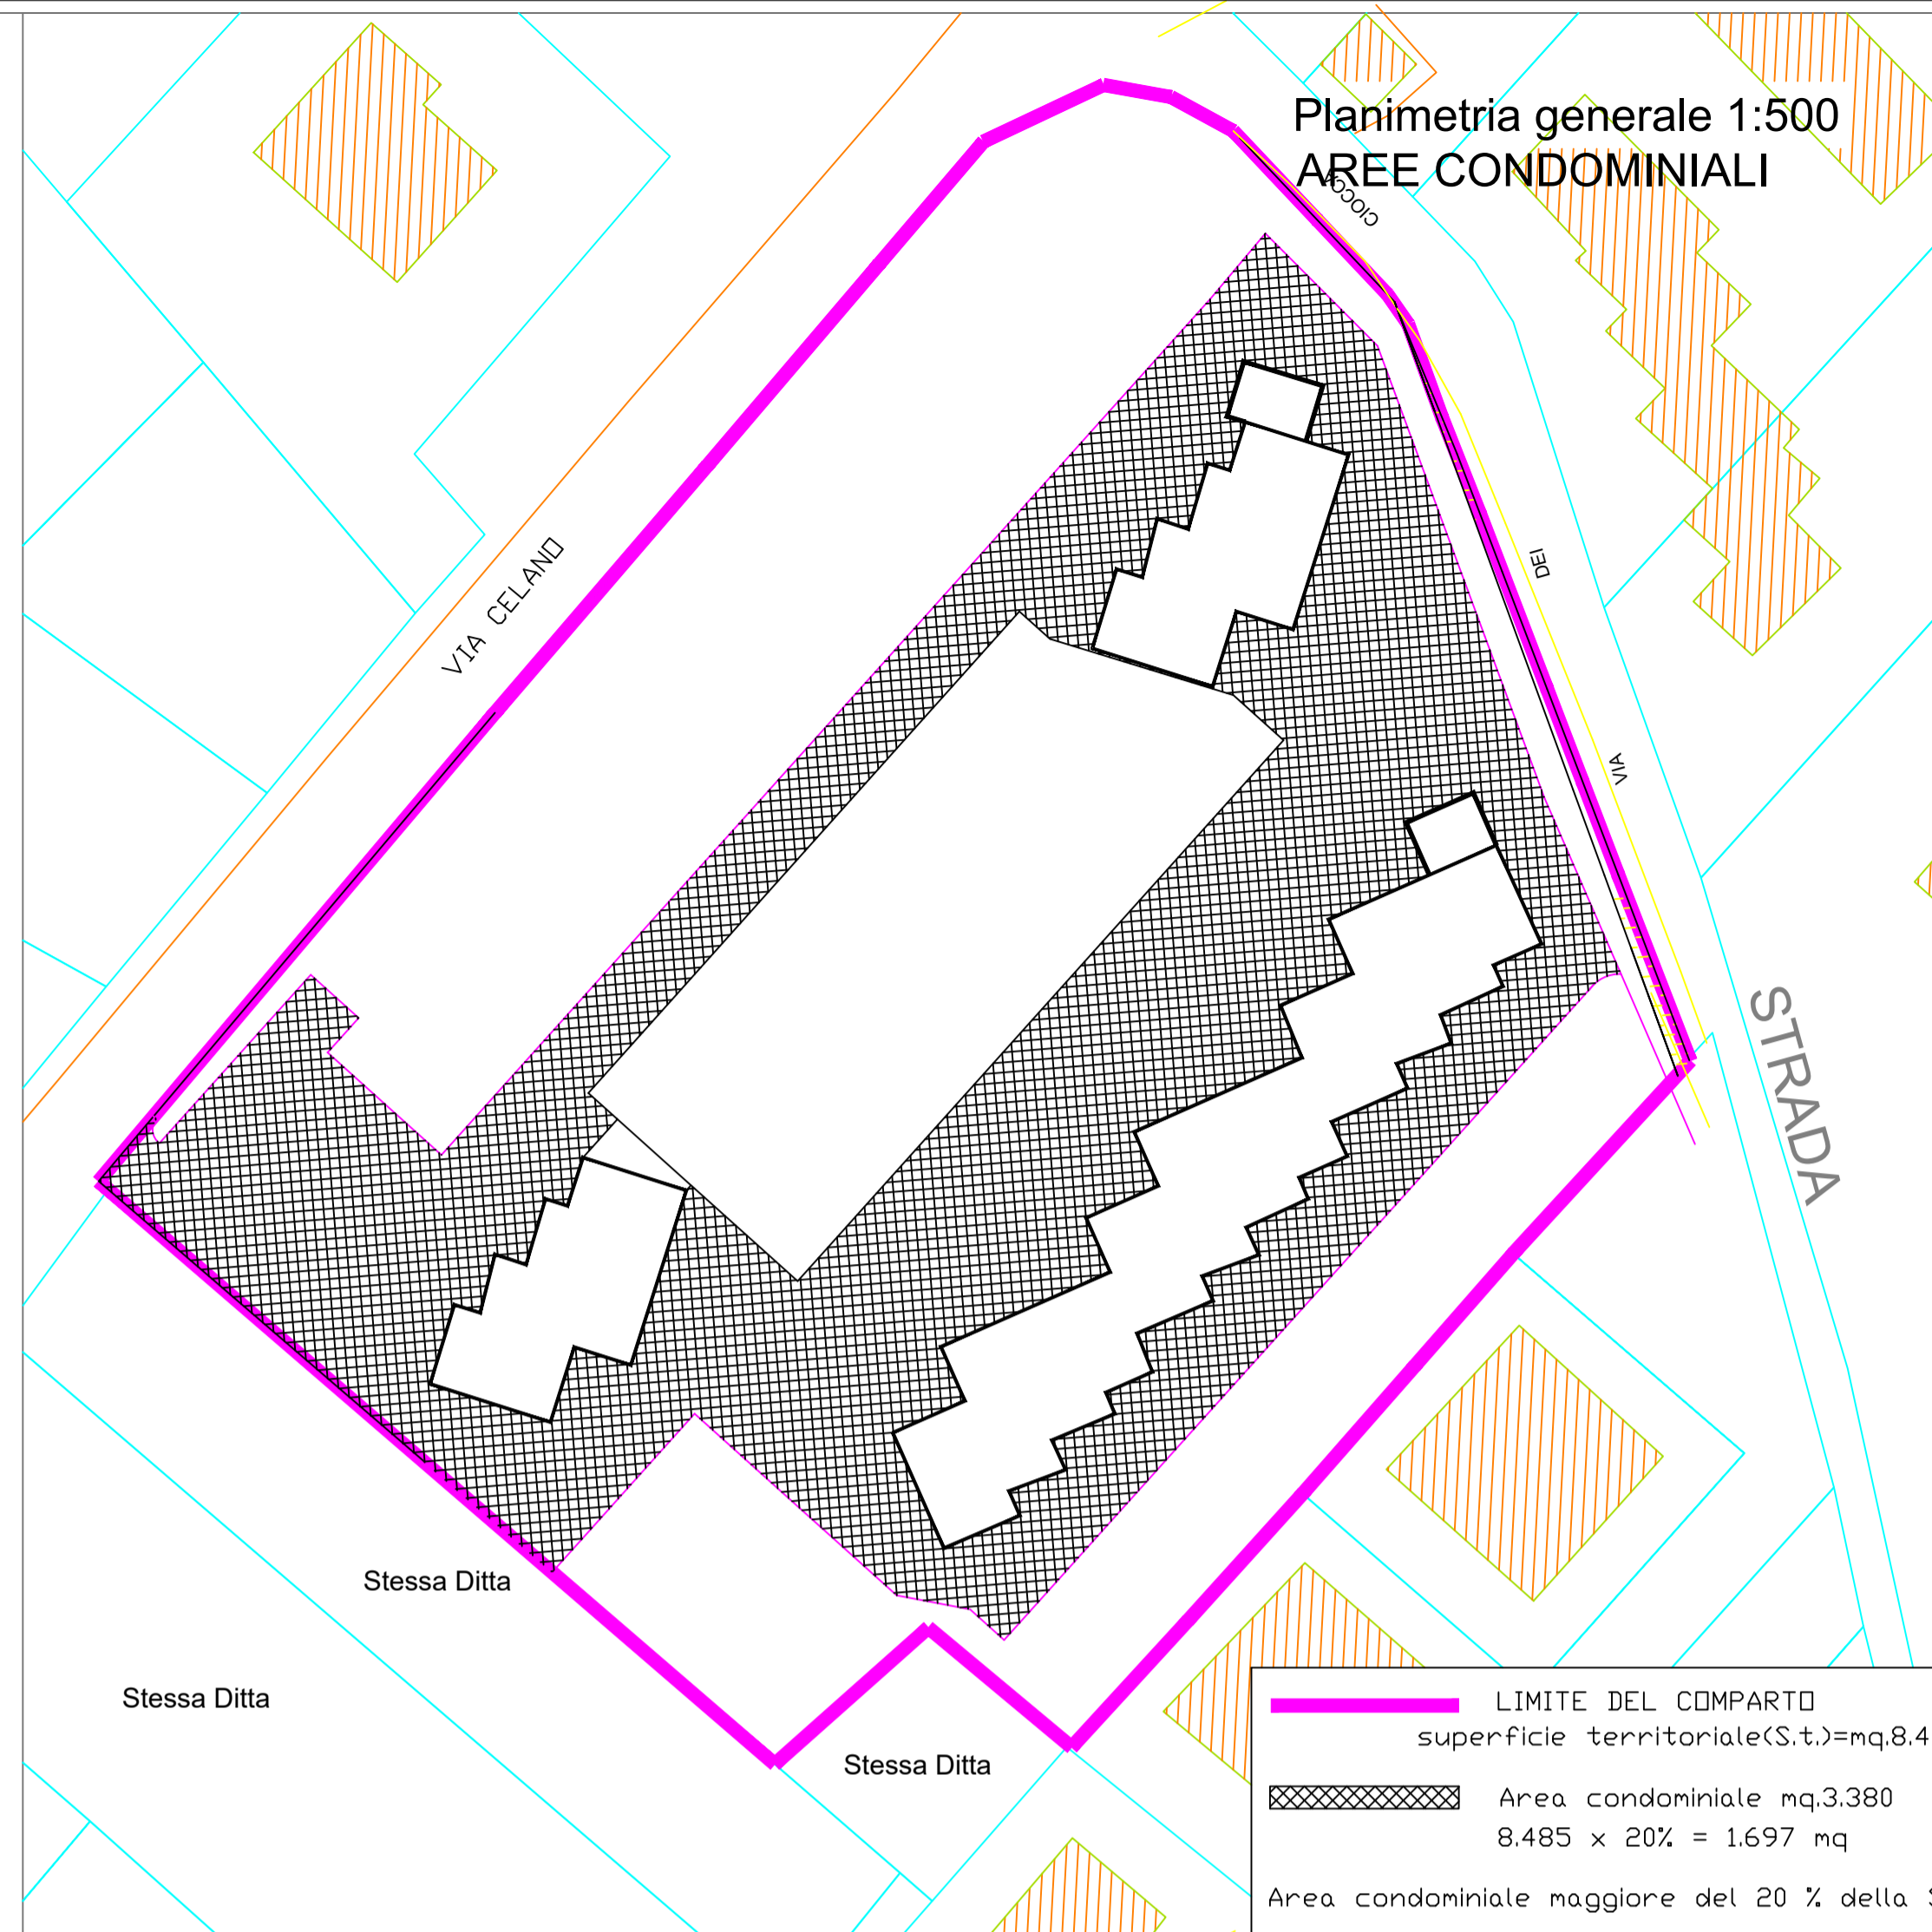 Planimetria generale 1:500
AREE CONDOMINIALI
CIOCCA
VIA CELANO
DEI
VIA
STRADA
Stessa Ditta
Stessa Ditta
Stessa Ditta
LIMITE DEL COMPARTO
superficie territoriale(S.t.)=mq.8.4
Area condominiale mq.3.380
8.485 x 20% = 1.697 mq
Area condominiale maggiore del 20 % della